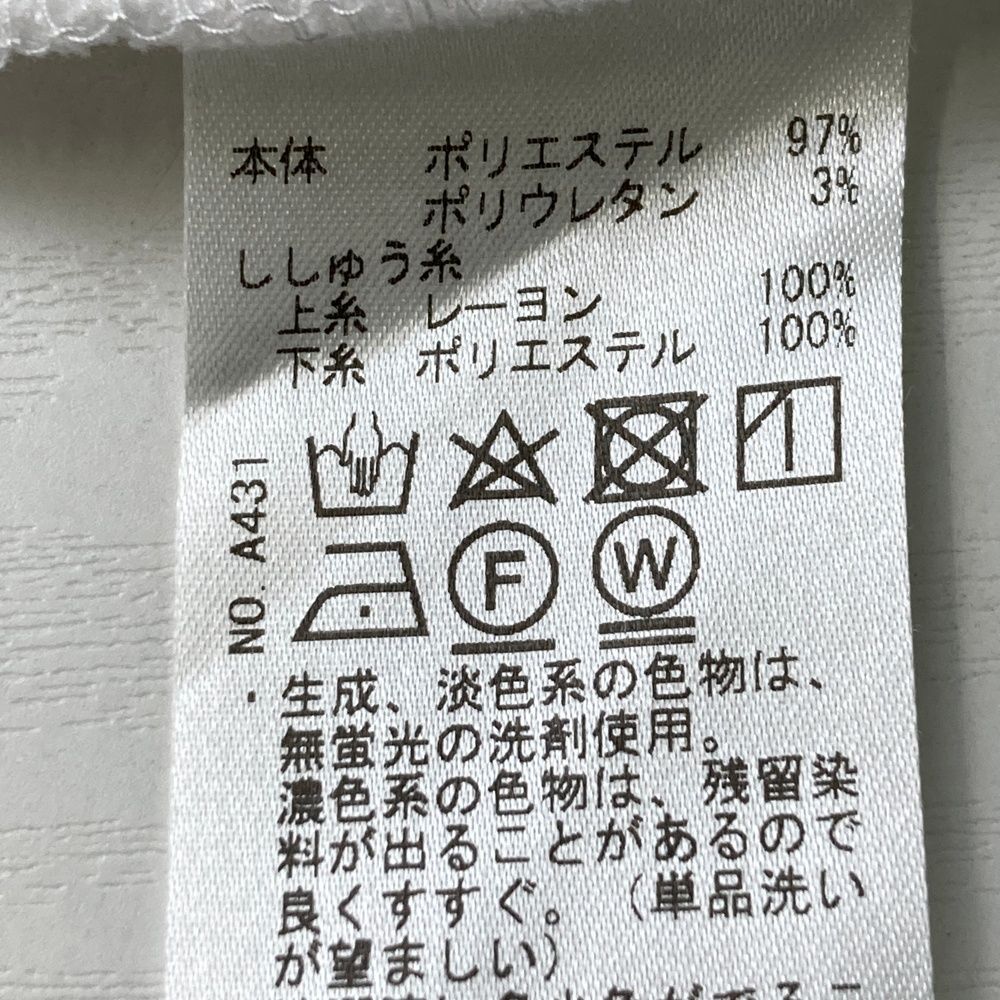 本体 ポリエステル 97%
ポリウレタン 3%
ししゅう糸
上糸 レーヨン 100%
下糸 ポリエステル 100%
F W
NO. A431
・生成、淡色系の色物は、
無蛍光の洗剤使用。
濃色系の色物は、残留染
料が出ることがあるので
良くすすぐ。(単品洗い
が望ましい)